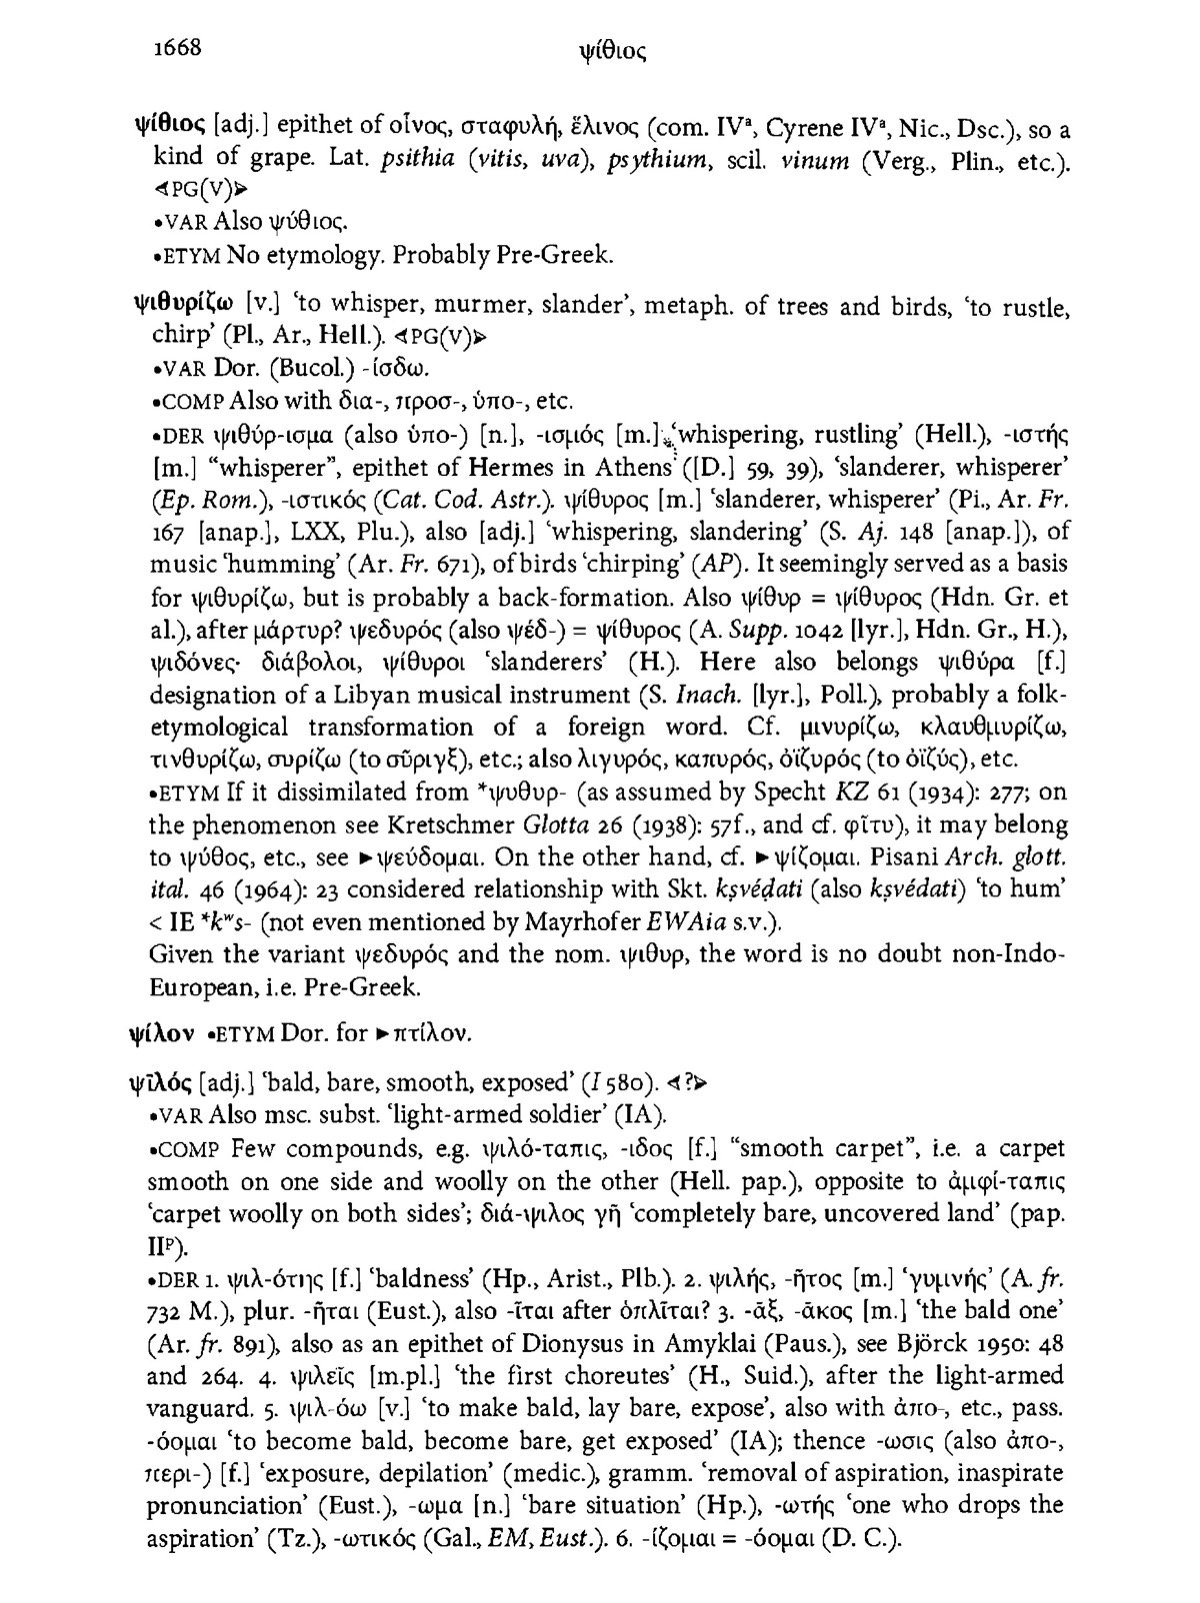 1668
ψίθιος
ψίθιος [adj.] epithet of οἶνος, σταφυλή, ἕλινος (com. IVª, Cyrene IVª, Nic., Dsc.), so a
kind of grape. Lat. psithia (vitis, uva), psythium, scil. vinum (Verg., Plin., etc.).
⊲PG(V)⊳
•VAR Also ψύθιος.
•ETYM No etymology. Probably Pre-Greek.
ψιθυρίζω [v.] ‘to whisper, murmer, slander’, metaph. of trees and birds, ‘to rustle,
chirp’ (Pl., Ar., Hell.). ⊲PG(V)⊳
•VAR Dor. (Bucol.) -ίσδω.
•COMP Also with δια-, προσ-, ὑπο-, etc.
•DER ψιθύρ-ισμα (also ὑπο-) [n.], -ισμός [m.] ‘whispering, rustling’ (Hell.), -ιστής
[m.] “whisperer”, epithet of Hermes in Athens ([D.] 59, 39), ‘slanderer, whisperer’
(Ep. Rom.), -ιστικός (Cat. Cod. Astr.). ψίθυρος [m.] ‘slanderer, whisperer’ (Pi., Ar. Fr.
167 [anap.], LXX, Plu.), also [adj.] ‘whispering, slandering’ (S. Aj. 148 [anap.]), of
music ‘humming’ (Ar. Fr. 671), of birds ‘chirping’ (AP). It seemingly served as a basis
for ψιθυρίζω, but is probably a back-formation. Also ψίθυρ = ψίθυρος (Hdn. Gr. et
al.), after μάρτυρ? ψεδυρός (also ψέδ-) = ψίθυρος (A. Supp. 1042 [lyr.], Hdn. Gr., H.),
ψιδόνες· διάβολοι, ψίθυροι ‘slanderers’ (H.). Here also belongs ψιθύρα [f.]
designation of a Libyan musical instrument (S. Inach. [lyr.], Poll.), probably a folk-
etymological transformation of a foreign word. Cf. μινυρίζω, κλαυθμυρίζω,
τινθυρίζω, συρίζω (to σῦριγξ), etc.; also λιγυρός, καπυρός, ὀϊζυρός (to ὀϊζύς), etc.
•ETYM If it dissimilated from *ψυθυρ- (as assumed by Specht KZ 61 (1934): 277; on
the phenomenon see Kretschmer Glotta 26 (1938): 57f., and cf. φῖτυ), it may belong
to ψύθος, etc., see ►ψεύδομαι. On the other hand, cf. ►ψίζομαι. Pisani Arch. glott.
ital. 46 (1964): 23 considered relationship with Skt. kṣvéḍati (also kṣvédati) ‘to hum’
< IE *kʷs- (not even mentioned by Mayrhofer EWAia s.v.).
Given the variant ψεδυρός and the nom. ψιθυρ, the word is no doubt non-Indo-
European, i.e. Pre-Greek.
ψίλον •ETYM Dor. for ►πτίλον.
ψῑλός [adj.] ‘bald, bare, smooth, exposed’ (I 580). ⊲?⊳
•VAR Also msc. subst. ‘light-armed soldier’ (IA).
•COMP Few compounds, e.g. ψιλό-ταπις, -ιδος [f.] “smooth carpet”, i.e. a carpet
smooth on one side and woolly on the other (Hell. pap.), opposite to ἀμφί-ταπις
‘carpet woolly on both sides’; διά-ψιλος γῆ ‘completely bare, uncovered land’ (pap.
IIᵖ).
•DER 1. ψιλ-ότης [f.] ‘baldness’ (Hp., Arist., Plb.). 2. ψιλής, -ῆτος [m.] ‘γυμνής’ (A. fr.
732 M.), plur. -ῆται (Eust.), also -ῖται after ὁπλῖται? 3. -ᾱξ, -ᾱκος [m.] ‘the bald one’
(Ar. fr. 891), also as an epithet of Dionysus in Amyklai (Paus.), see Björck 1950: 48
and 264. 4. ψιλεῖς [m.pl.] ‘the first choreutes’ (H., Suid.), after the light-armed
vanguard. 5. ψιλ-όω [v.] ‘to make bald, lay bare, expose’, also with ἀπο-, etc., pass.
-όομαι ‘to become bald, become bare, get exposed’ (IA); thence -ωσις (also ἀπο-,
περι-) [f.] ‘exposure, depilation’ (medic.), gramm. ‘removal of aspiration, inaspirate
pronunciation’ (Eust.), -ωμα [n.] ‘bare situation’ (Hp.), -ωτής ‘one who drops the
aspiration’ (Tz.), -ωτικός (Gal., EM, Eust.). 6. -ίζομαι = -όομαι (D. C.).